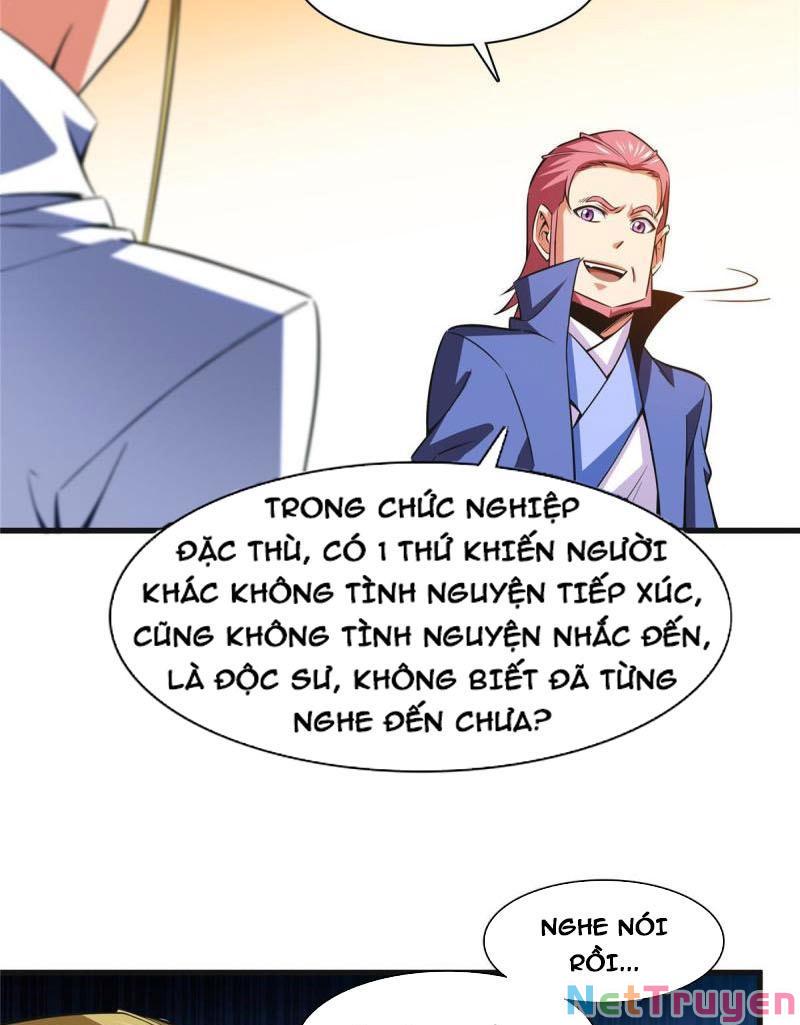 TRONG CHỨC NGHIỆP
ĐẶC THÙ, CÓ 1 THỨ KHIẾN NGƯỜI
KHÁC KHÔNG TÌNH NGUYỆN TIẾP XÚC,
CŨNG KHÔNG TÌNH NGUYỆN NHẮC ĐẾN,
LÀ ĐỘC SƯ, KHÔNG BIẾT ĐÃ TỪNG
NGHE ĐẾN CHƯA?
NGHE NÓI
RỒI...
NetTruyen